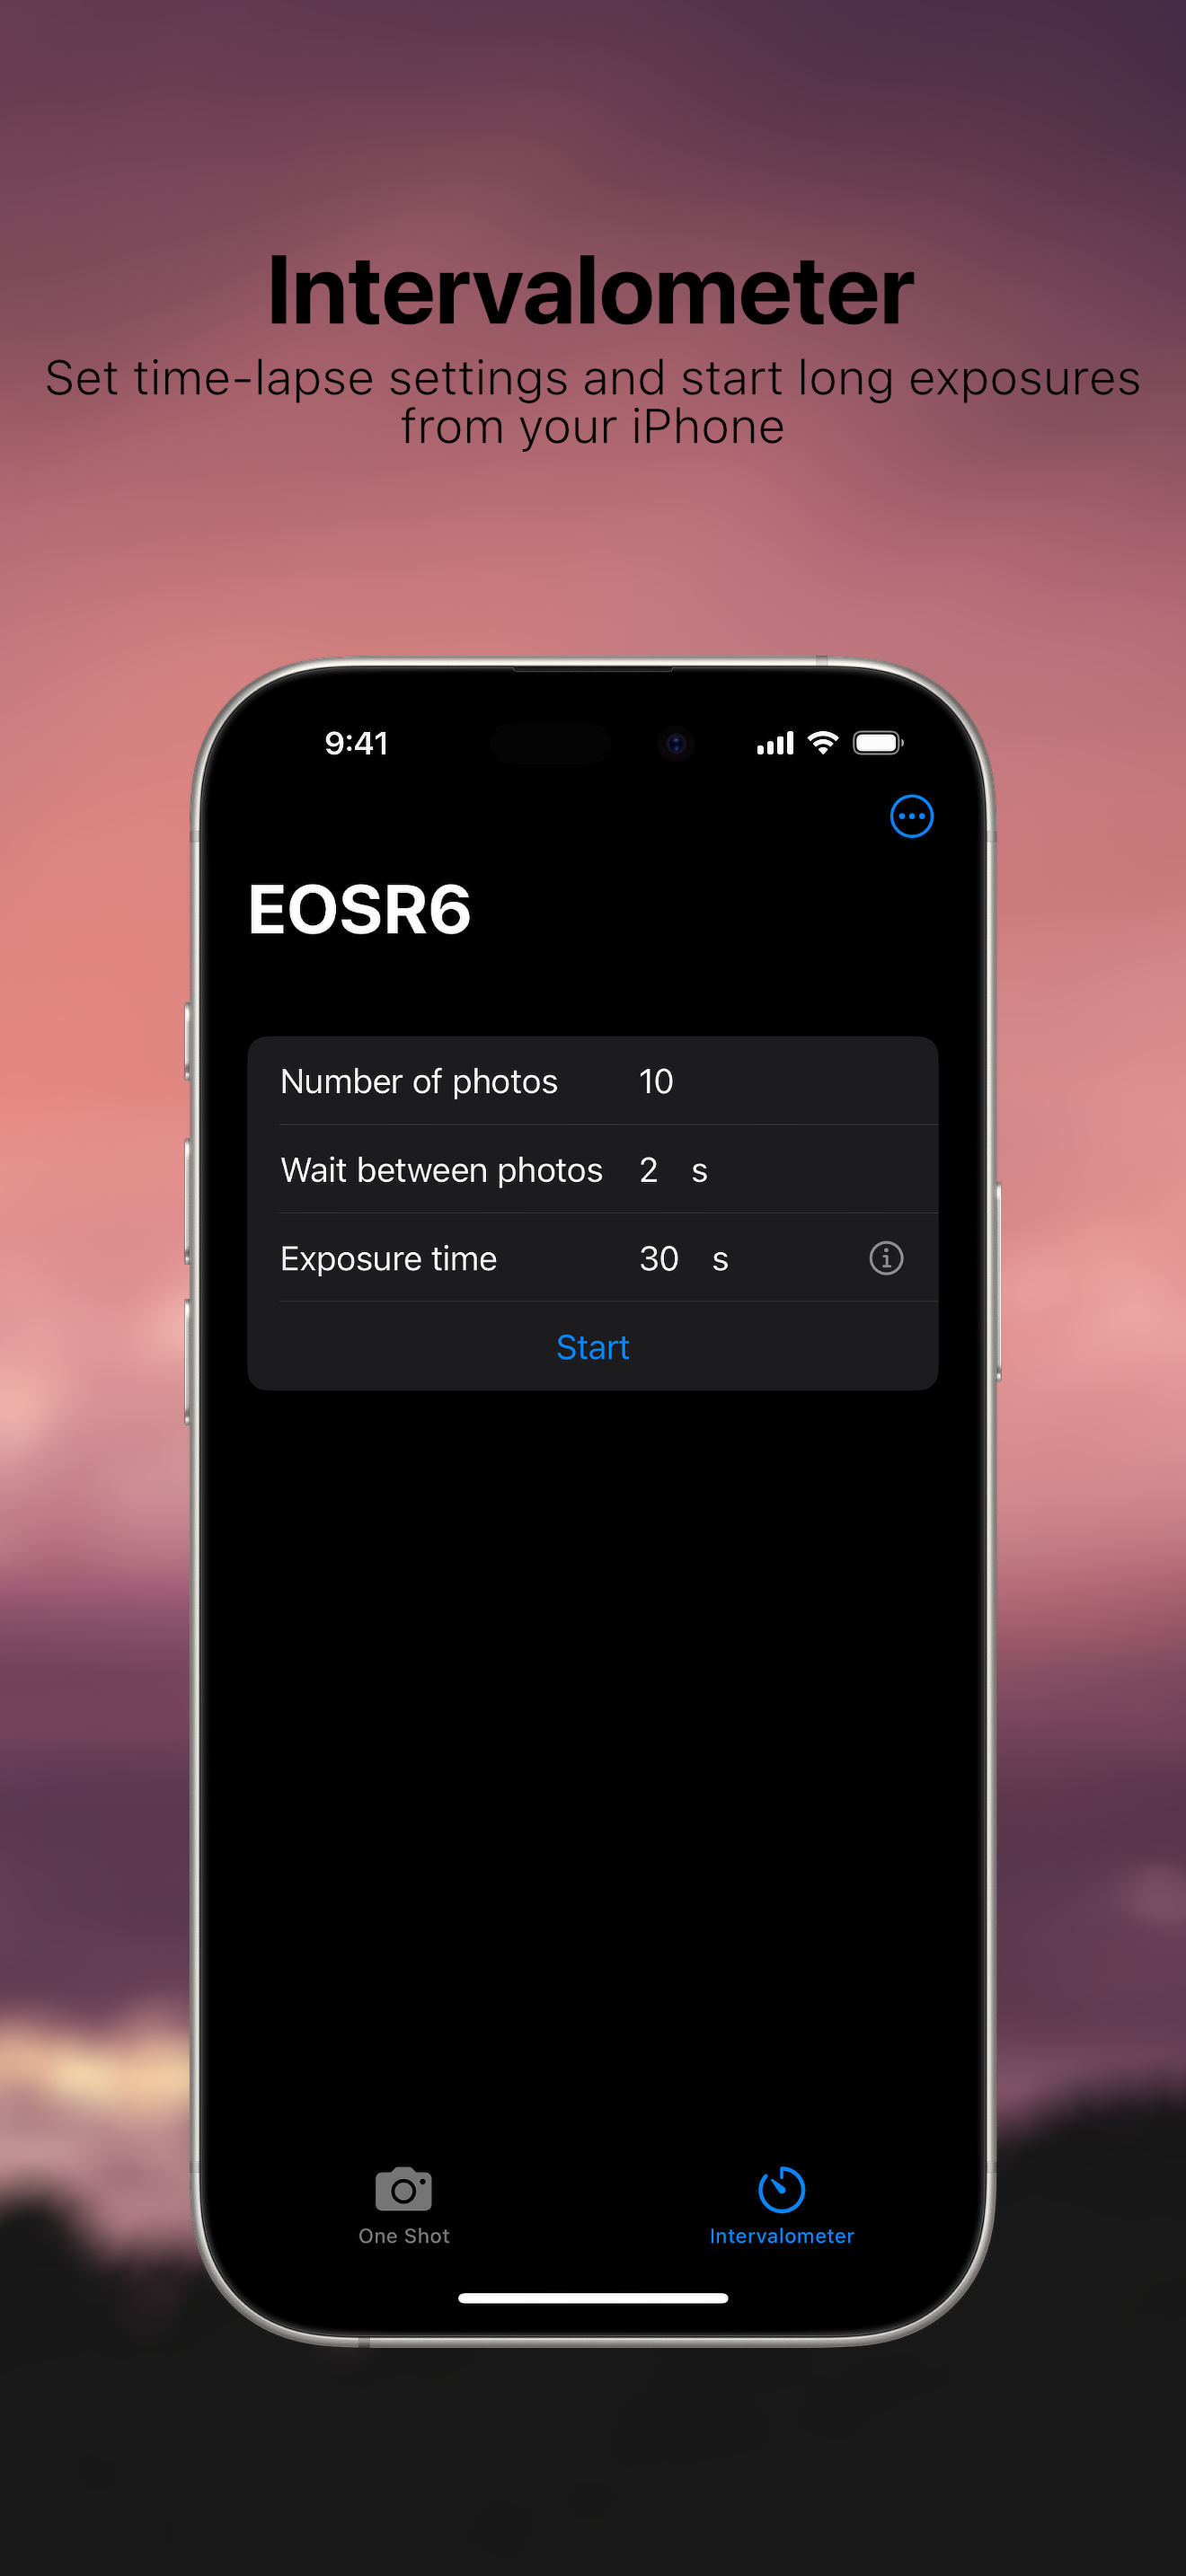 Intervalometer
Set time-lapse settings and start long exposures
from your iPhone
9:41
EOSR6
Number of photos 10
Wait between photos 2 s
Exposure time 30 s
Start
One Shot Intervalometer